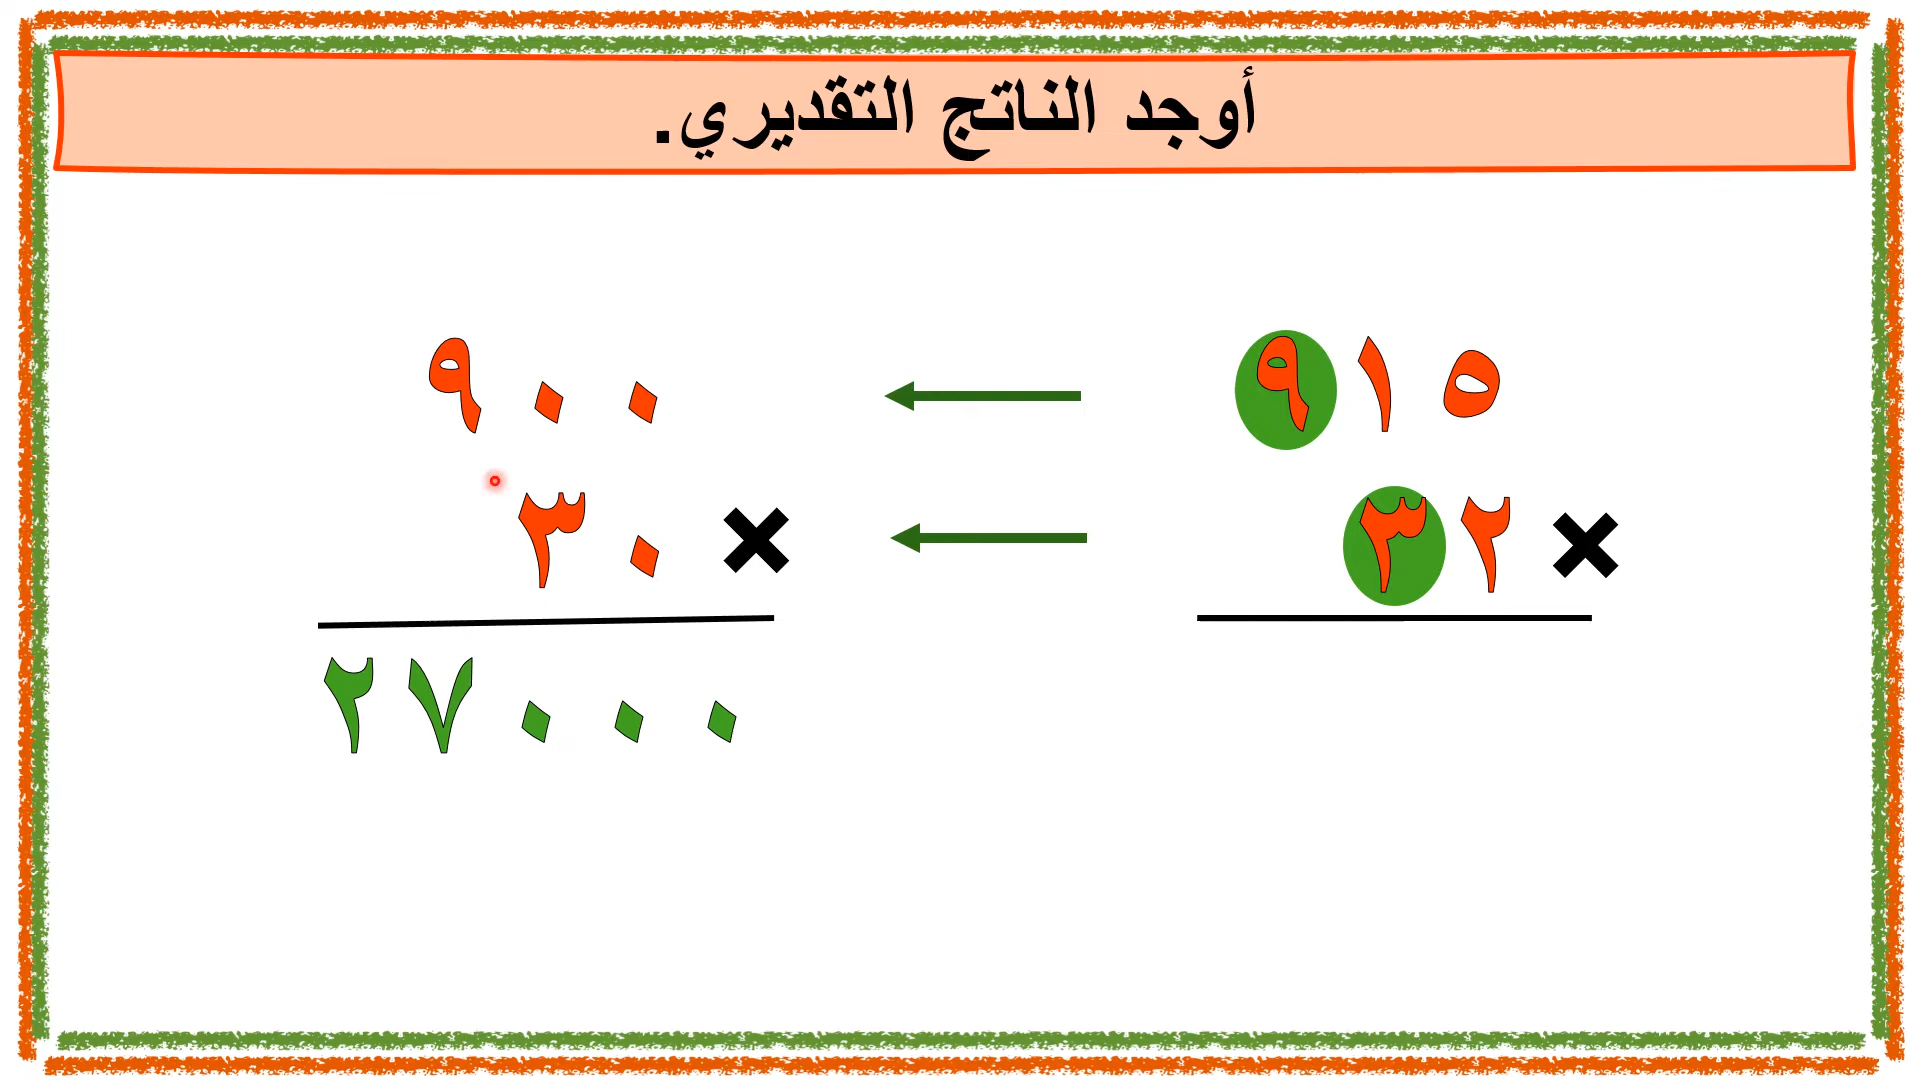 أوجد الناتج التقديري.
٩١٥ ← ٩٠٠
× ٣٢ ← × ٣٠
٢٧٠٠٠